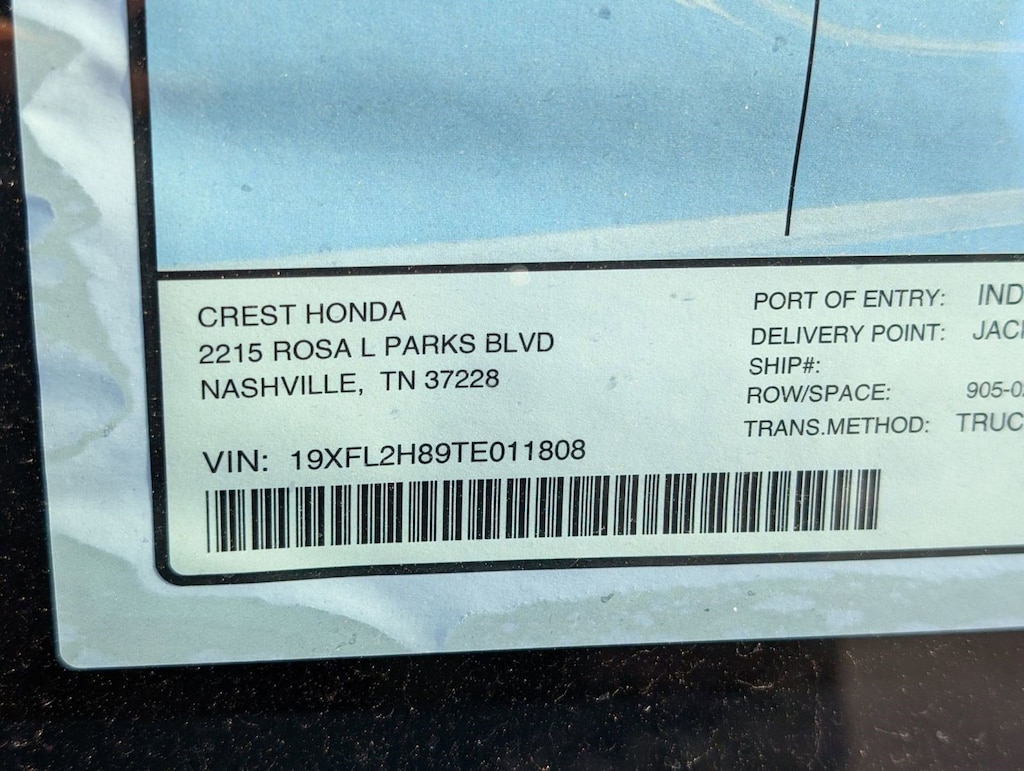 CREST HONDA
2215 ROSA L PARKS BLVD
NASHVILLE, TN 37228
VIN: 19XFL2H89TE011808
PORT OF ENTRY: IND
DELIVERY POINT:
SHIP#:
ROW/SPACE: 905-0
TRANS.METHOD: TRUC